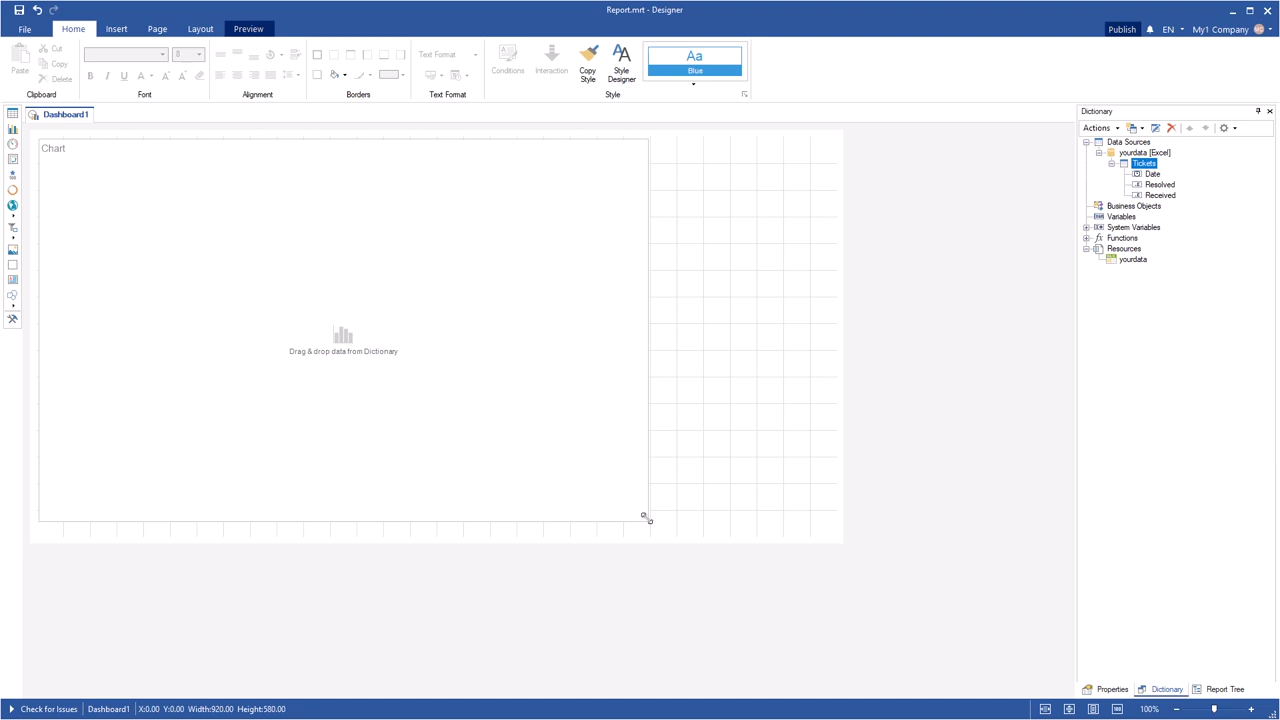 Report.mrt - Designer
File Home Insert Page Layout Preview
Publish EN My1 Company
Paste Cut Copy Delete
Clipboard
8
B I U A A A
Font
Alignment
Borders
Text Format
Text Format
Conditions
Interaction
Copy Style
Style Designer
Aa
Blue
Style
Dashboard1
Chart
Drag & drop data from Dictionary
Dictionary
Actions
Data Sources
yourdata [Excel]
Tickets
Date
Resolved
Received
Business Objects
Variables
System Variables
fx Functions
Resources
yourdata
Properties Dictionary Report Tree
Check for Issues Dashboard1 X:0.00 Y:0.00 Width:920.00 Height:580.00 100%